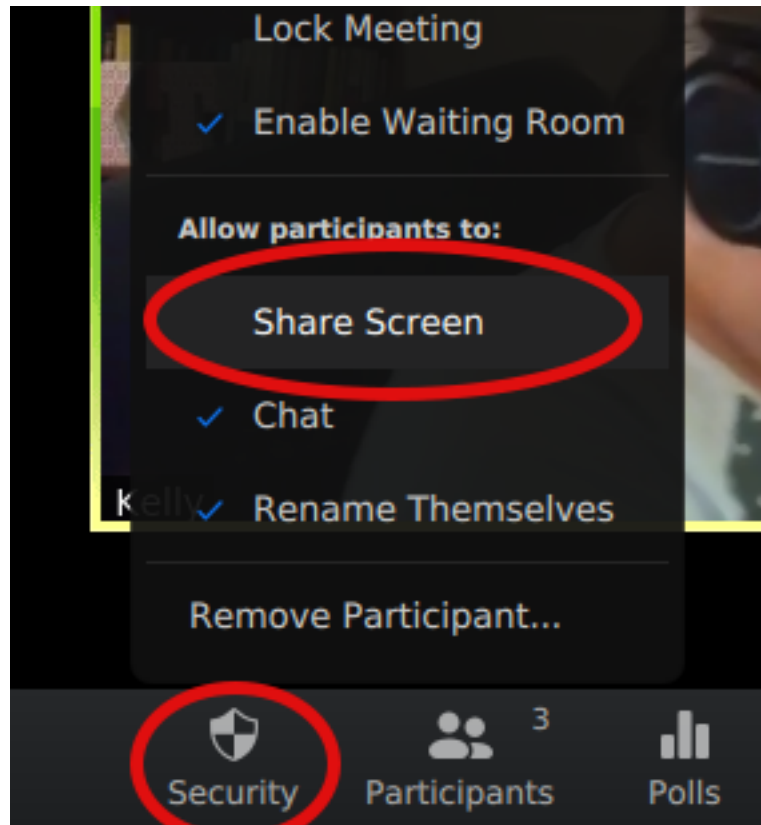 Lock Meeting
Enable Waiting Room
Allow participants to:
Share Screen
Chat
Kelly
Rename Themselves
Remove Participant...
3
Security
Participants
Polls